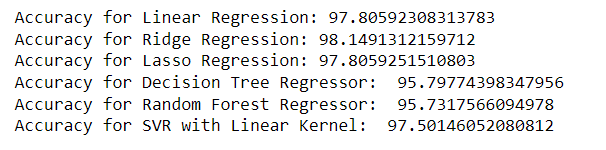 Accuracy for Linear Regression: 97.80592308313783
Accuracy for Ridge Regression: 98.1491312159712
Accuracy for Lasso Regression: 97.8059251510803
Accuracy for Decision Tree Regressor:  95.79774398347956
Accuracy for Random Forest Regressor:  95.7317566094978
Accuracy for SVR with Linear Kernel:  97.50146052080812